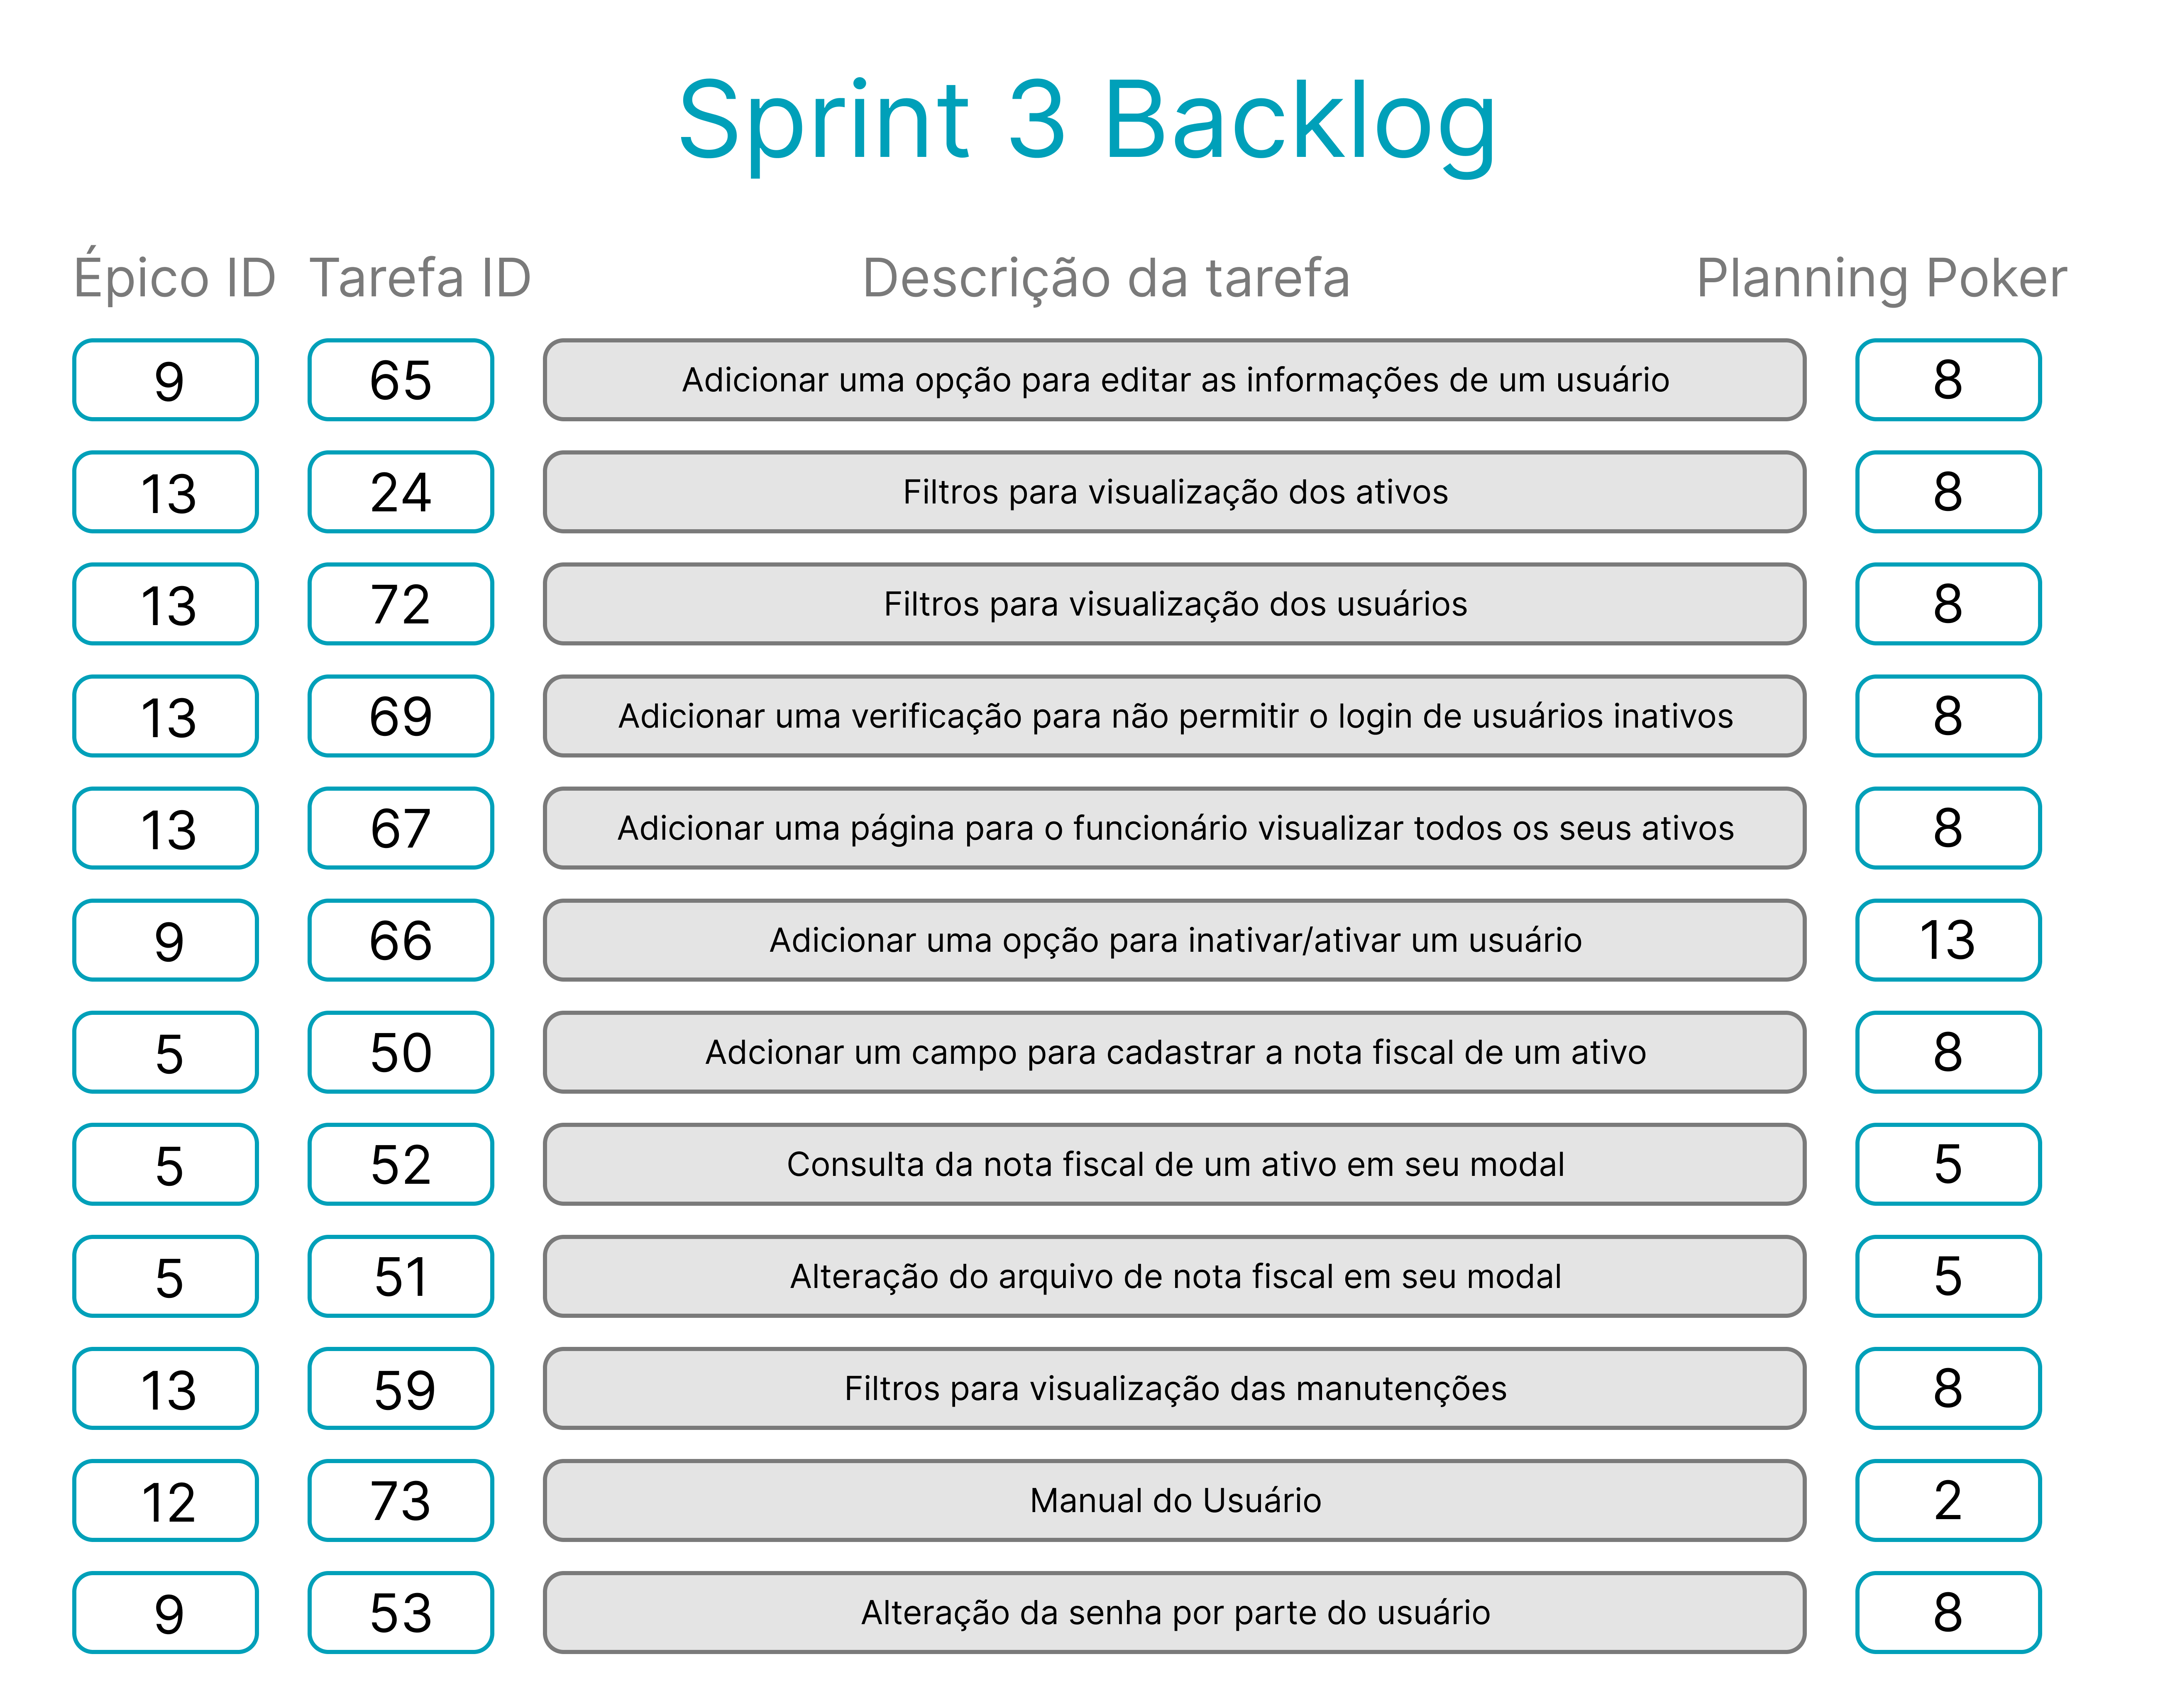 Sprint 3 Backlog
Épico ID Tarefa ID Descrição da tarefa Planning Poker
9 65 Adicionar uma opção para editar as informações de um usuário 8
13 24 Filtros para visualização dos ativos 8
13 72 Filtros para visualização dos usuários 8
13 69 Adicionar uma verificação para não permitir o login de usuários inativos 8
13 67 Adicionar uma página para o funcionário visualizar todos os seus ativos 8
9 66 Adicionar uma opção para inativar/ativar um usuário 13
5 50 Adcionar um campo para cadastrar a nota fiscal de um ativo 8
5 52 Consulta da nota fiscal de um ativo em seu modal 5
5 51 Alteração do arquivo de nota fiscal em seu modal 5
13 59 Filtros para visualização das manutenções 8
12 73 Manual do Usuário 2
9 53 Alteração da senha por parte do usuário 8